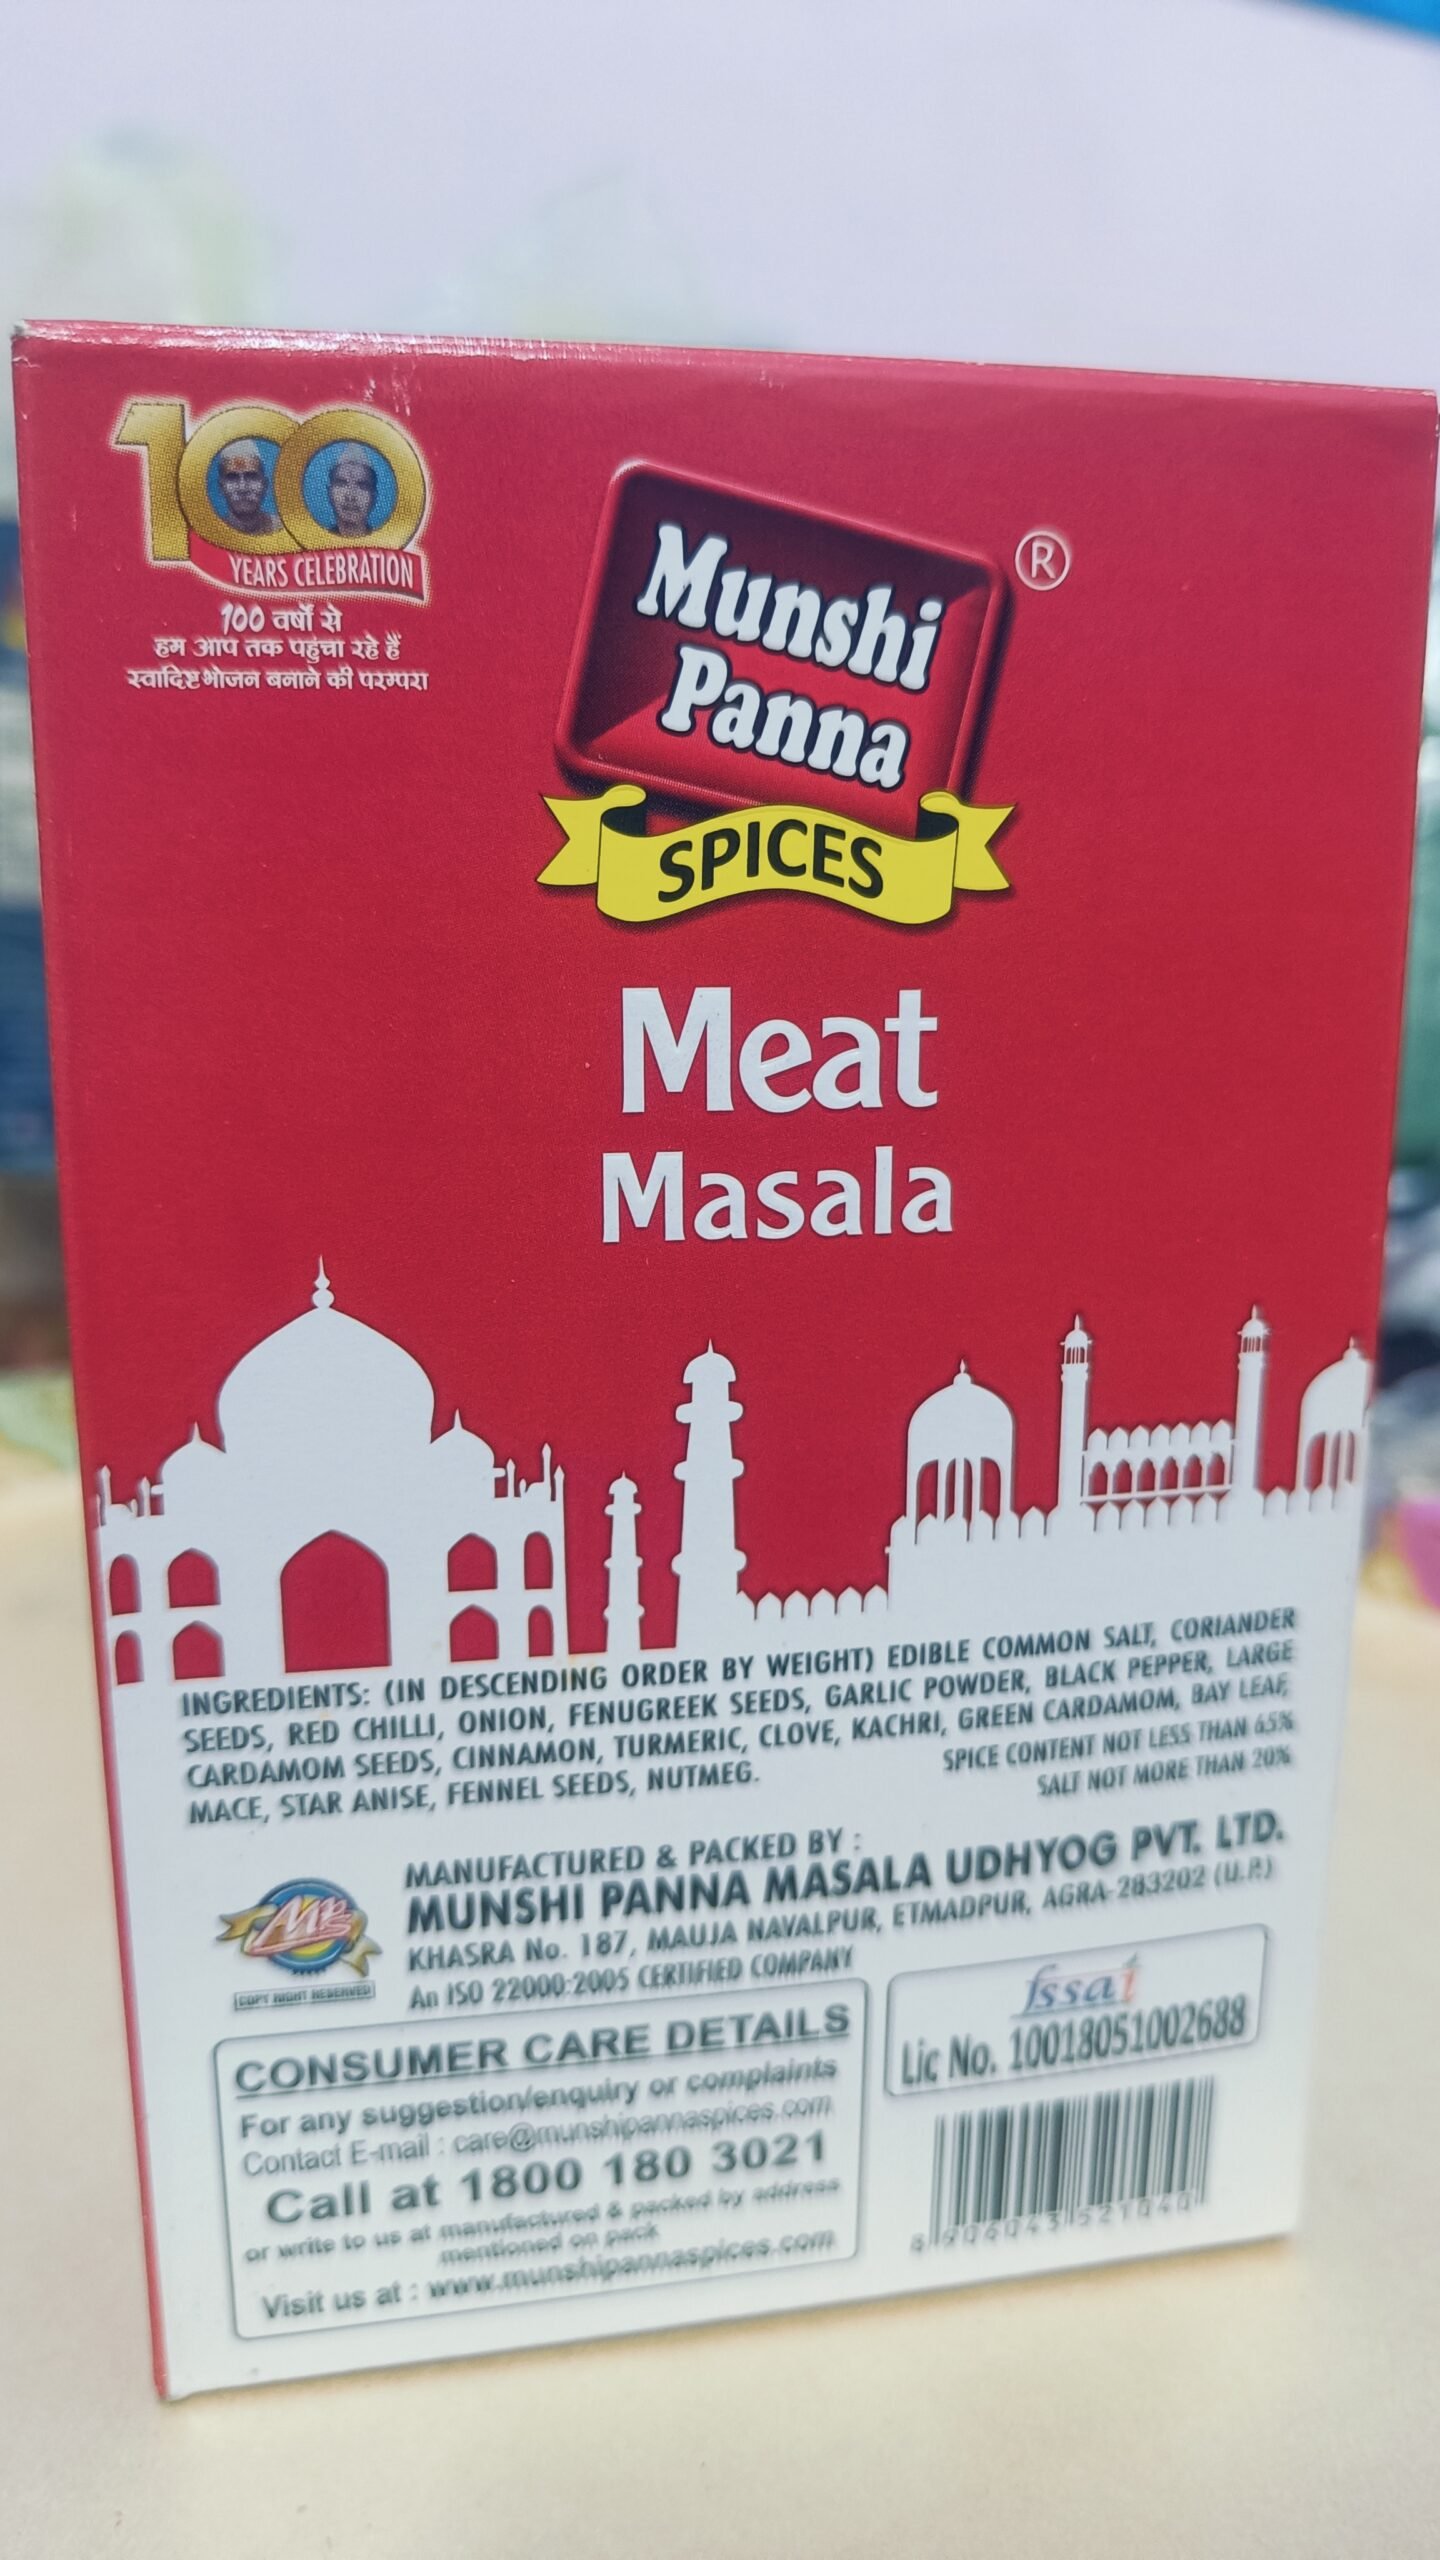 100
YEARS CELEBRATION
100 वर्षों से
हम आप तक पहुंचा रहे हैं
स्वादिष्ट भोजन बनाने की परम्परा
Munshi
Panna
®
SPICES
Meat
Masala
INGREDIENTS: (IN DESCENDING ORDER BY WEIGHT) EDIBLE COMMON SALT, CORIANDER
SEEDS, RED CHILLI, ONION, FENUGREEK SEEDS, GARLIC POWDER, BLACK PEPPER, LARGE
CARDAMOM SEEDS, CINNAMON, TURMERIC, CLOVE, KACHRI, GREEN CARDAMOM, BAY LEAF,
MACE, STAR ANISE, FENNEL SEEDS, NUTMEG.
SPICE CONTENT NOT LESS THAN 65%
SALT NOT MORE THAN 20%
MANUFACTURED & PACKED BY :
MUNSHI PANNA MASALA UDHYOG PVT. LTD.
KHASRA No. 187, MAUJA NAVALPUR, ETMADPUR, AGRA-283202 (U.P.)
An ISO 22000:2005 CERTIFIED COMPANY
COPY RIGHT RESERVED
CONSUMER CARE DETAILS
For any suggestion/enquiry or complaints
Contact E-mail : care@munshipannaspices.com
Call at 1800 180 3021
or write to us at manufactured & packed by address
mentioned on pack
Visit us at : www.munshipannaspices.com
fssai
Lic No. 10018051002688
8 906043 521040